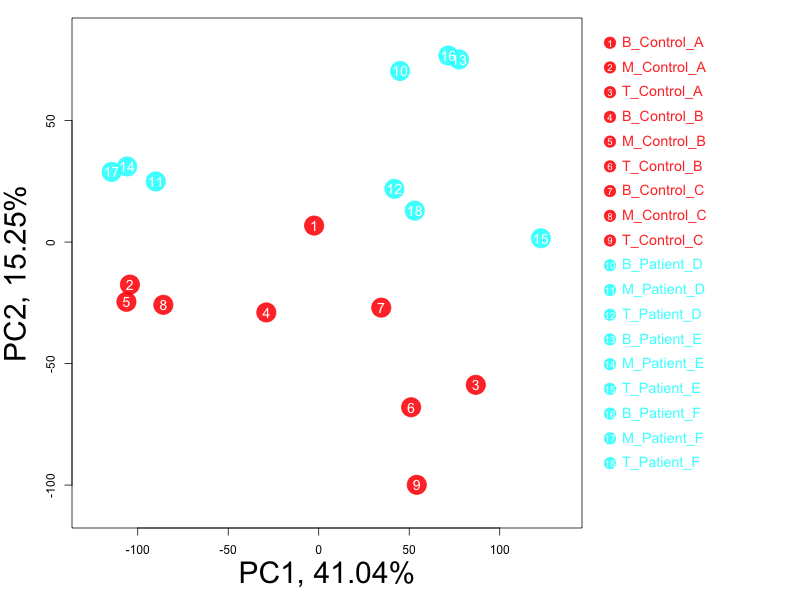 PC2, 15.25%
50
0
-50
-100
16
13
10
17
14
11
12
18
15
1
2
5
8
4
7
3
6
9
-100
-50
0
50
100
PC1, 41.04%
1 B_Control_A
2 M_Control_A
3 T_Control_A
4 B_Control_B
5 M_Control_B
6 T_Control_B
7 B_Control_C
8 M_Control_C
9 T_Control_C
10 B_Patient_D
11 M_Patient_D
12 T_Patient_D
13 B_Patient_E
14 M_Patient_E
15 T_Patient_E
16 B_Patient_F
17 M_Patient_F
18 T_Patient_F